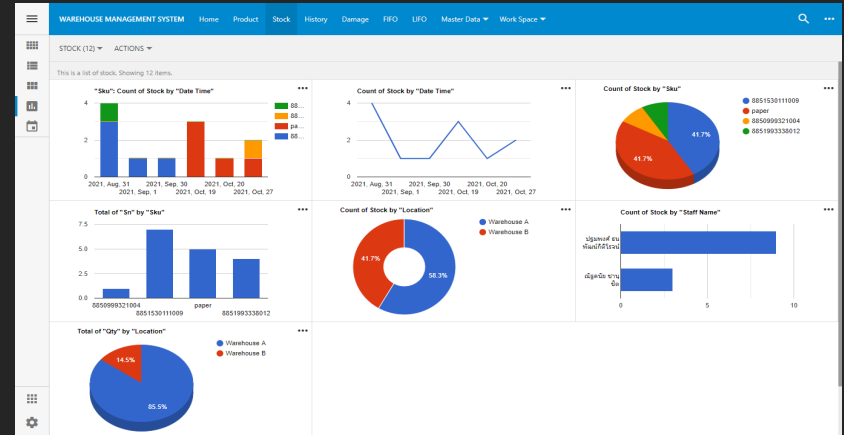 WAREHOUSE MANAGEMENT SYSTEM Home Product Stock History Damage FIFO LIFO Master Data Work Space
STOCK (12) ACTIONS
This is a list of stock. Showing 12 items.
"Sku": Count of Stock by "Date Time"
4
2
0
2021, Aug, 31 2021, Sep, 30 2021, Oct, 20
2021, Sep, 1 2021, Oct, 19 2021, Oct, 27
88...
88...
pa...
88...
Count of Stock by "Date Time"
4
2
0
2021, Aug, 31 2021, Sep, 30 2021, Oct, 20
2021, Sep, 1 2021, Oct, 19 2021, Oct, 27
Count of Stock by "Sku"
41.7%
41.7%
8851530111009
paper
8850999321004
8851993338012
Total of "Sn" by "Sku"
7.5
5.0
2.5
0.0
8850999321004 paper
8851530111009 8851993338012
Count of Stock by "Location"
41.7%
58.3%
Warehouse A
Warehouse B
Count of Stock by "Staff Name"
0 5 10
Total of "Qty" by "Location"
14.5%
85.5%
Warehouse A
Warehouse B